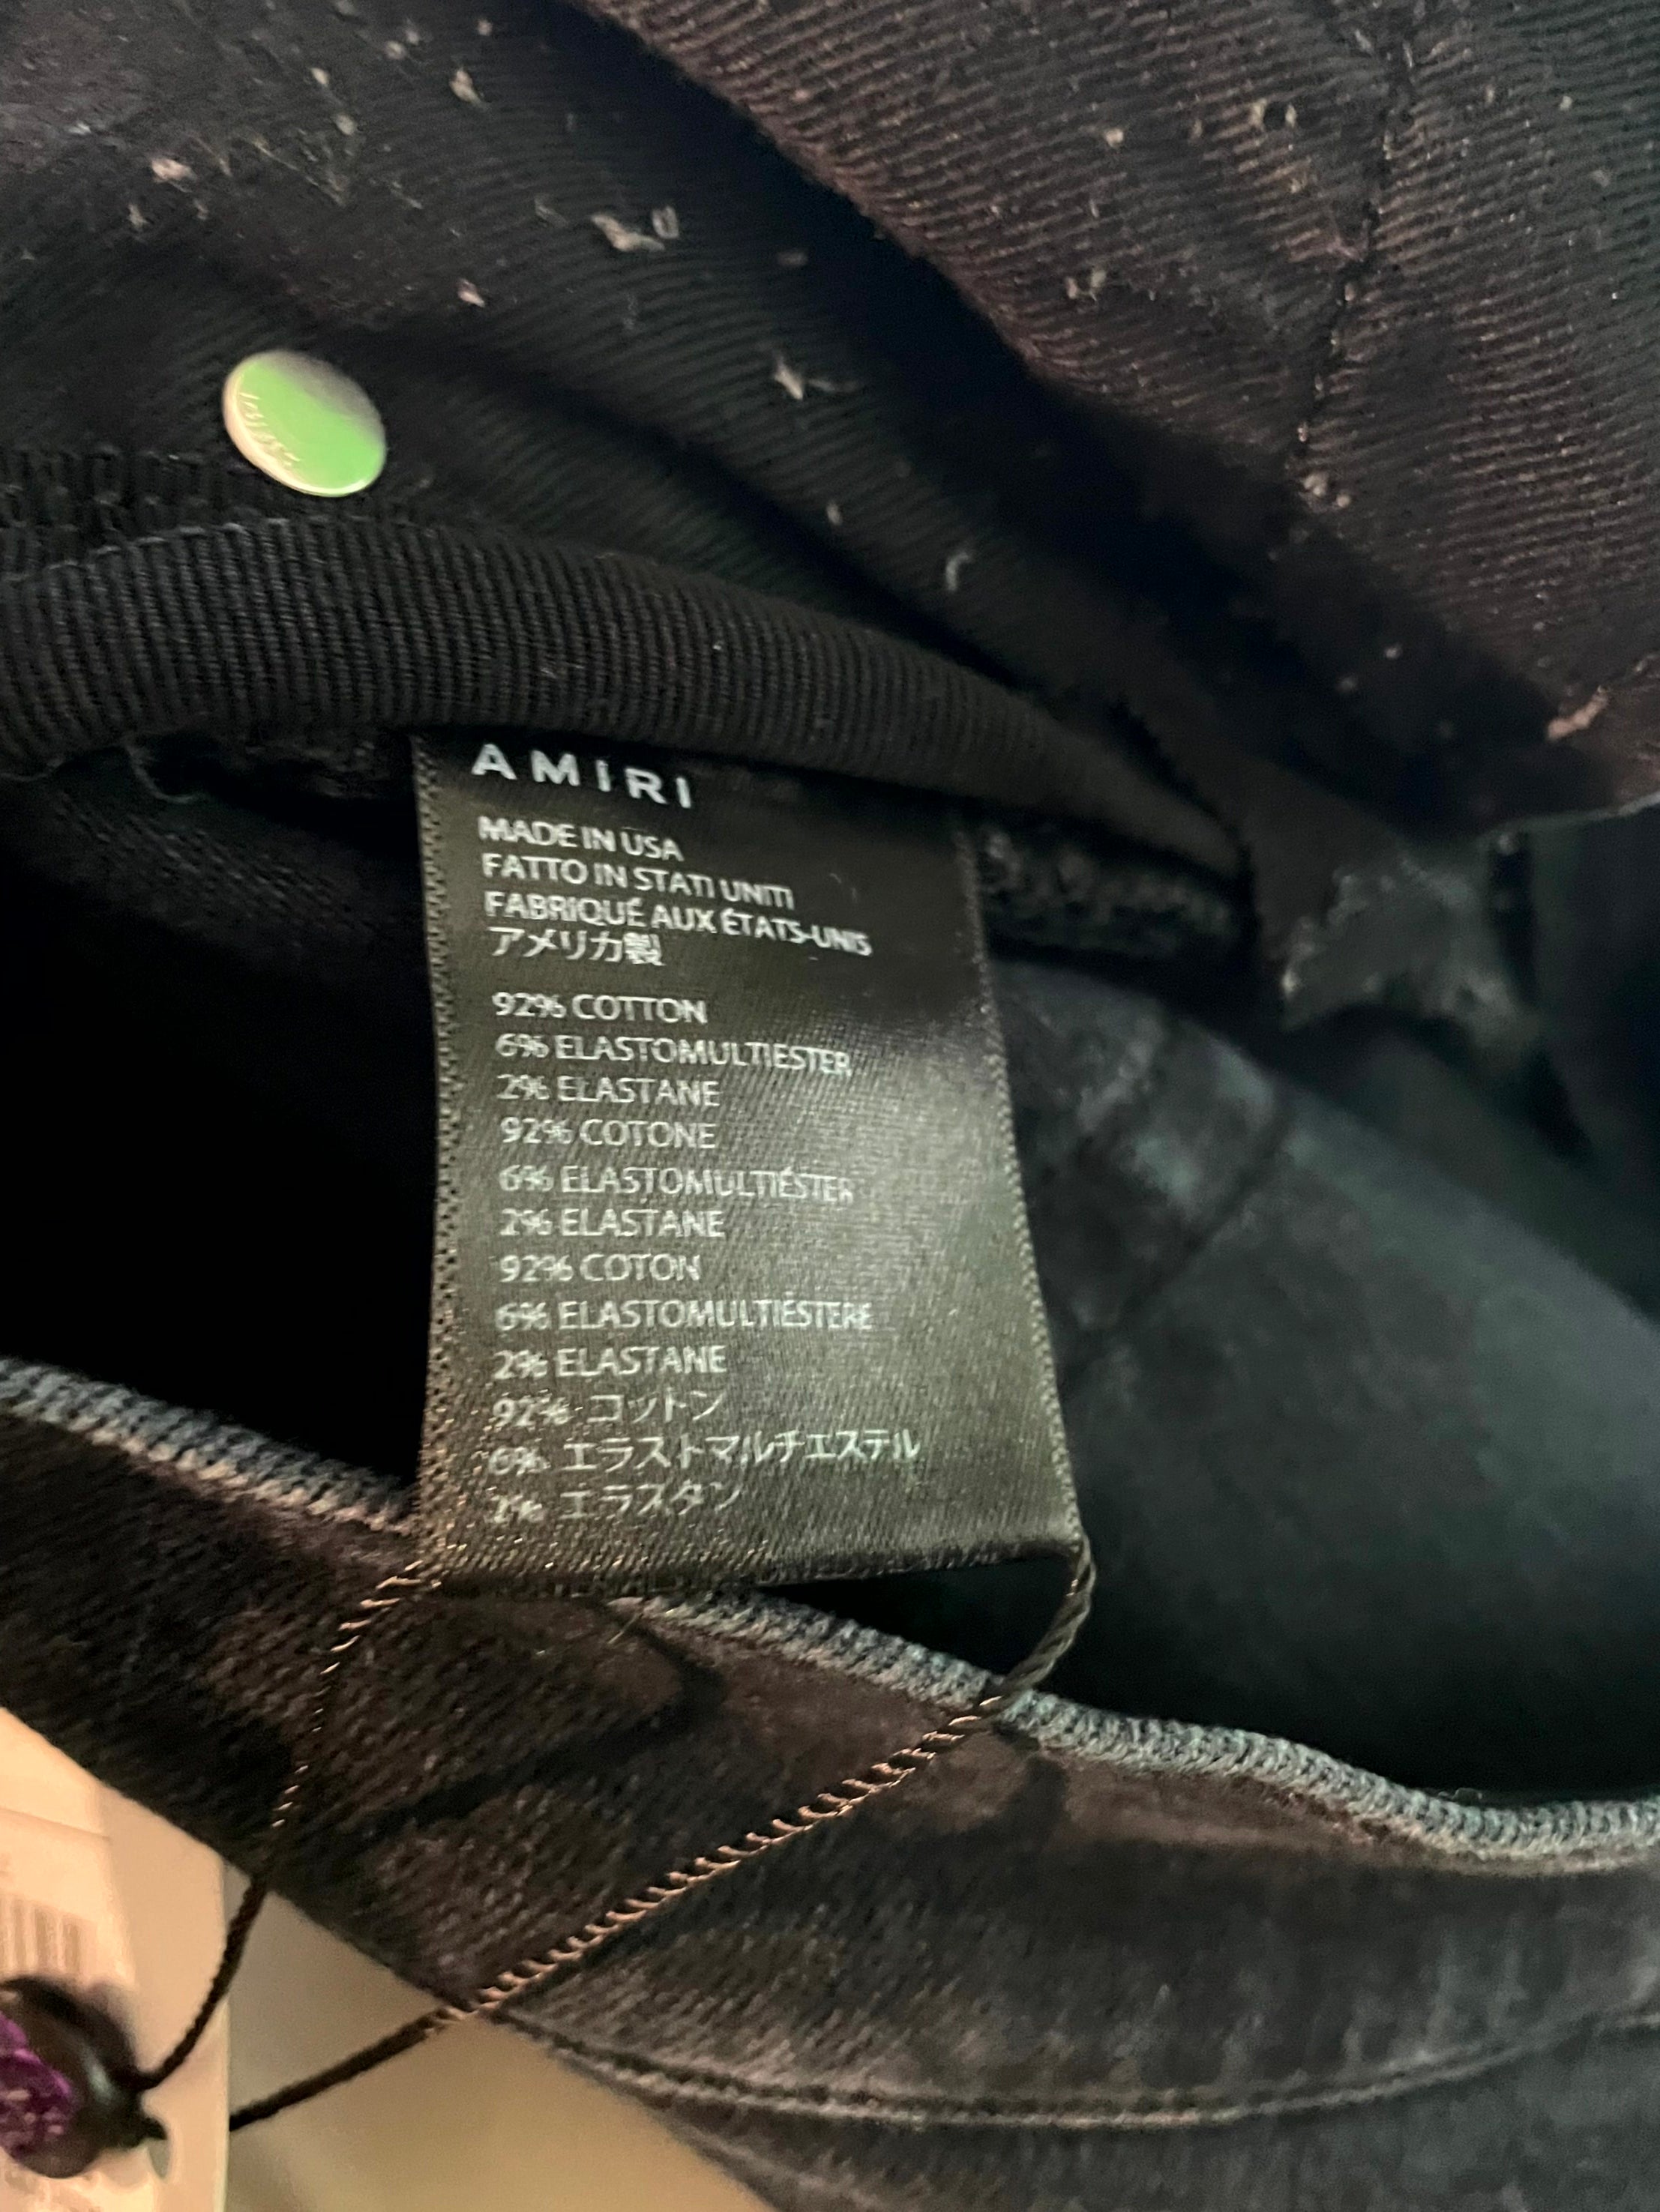 AMIRI
MADE IN USA
FATTO IN STATI UNITI
FABRIQUÉ AUX ÉTATS-UNIS
アメリカ製
92% COTTON
6% ELASTOMULTIESTER
2% ELASTANE
92% COTONE
6% ELASTOMULTIÉSTER
2% ELASTANE
92% COTON
6% ELASTOMULTIÉSTERE
2% ELASTANE
92% コットン
6% エラストマルチエステル
2% エラスタン